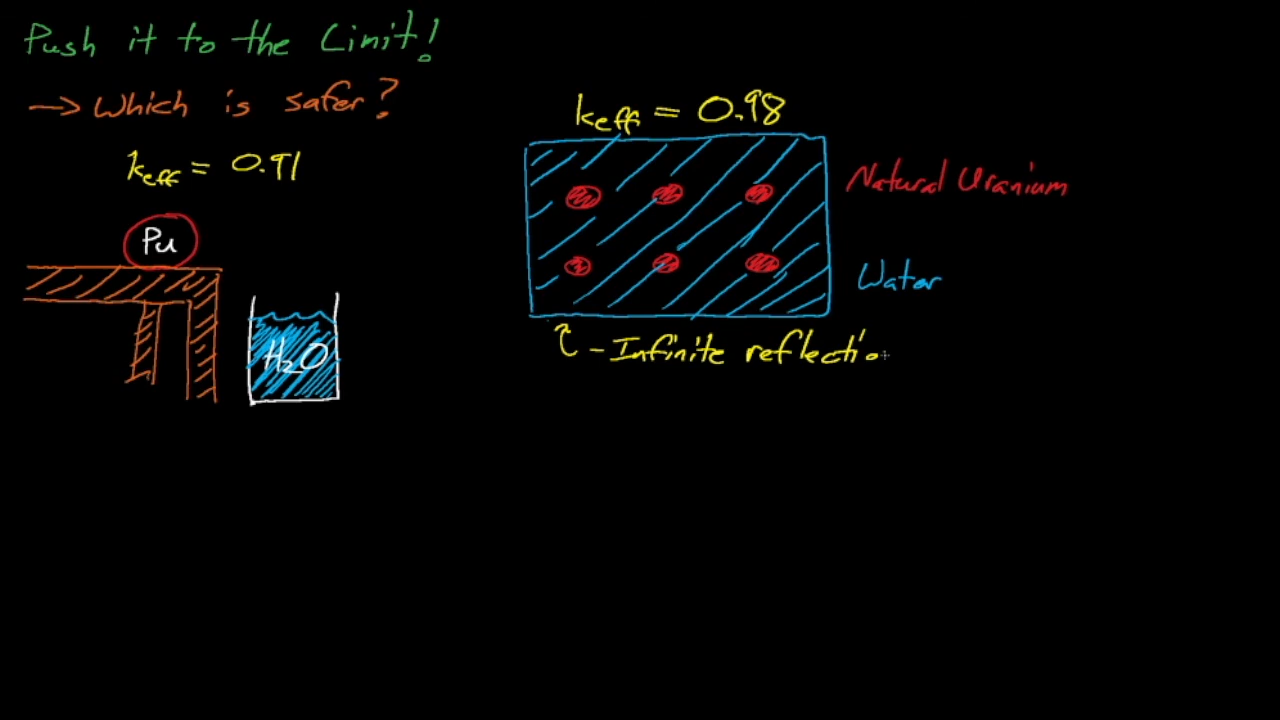 Push it to the Limit!
→ Which is safer?
keff = 0.91
Pu
H2O
keff = 0.98
Natural Uranium
Water
- Infinite reflectio